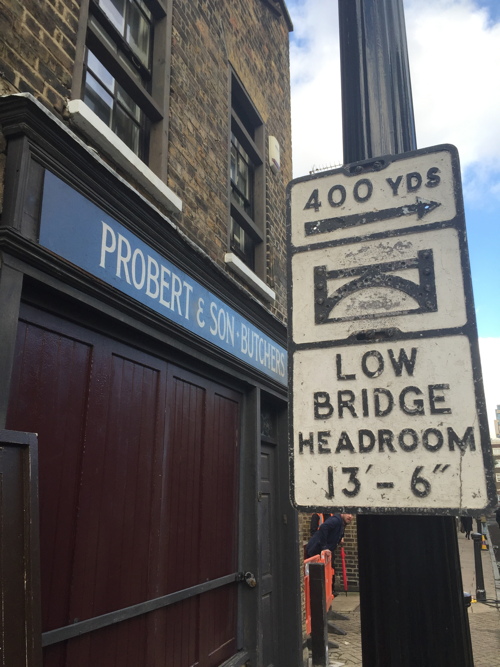 PROBERT & SON · BUTCHERS
400 YDS
LOW
BRIDGE
HEADROOM
13'-6"